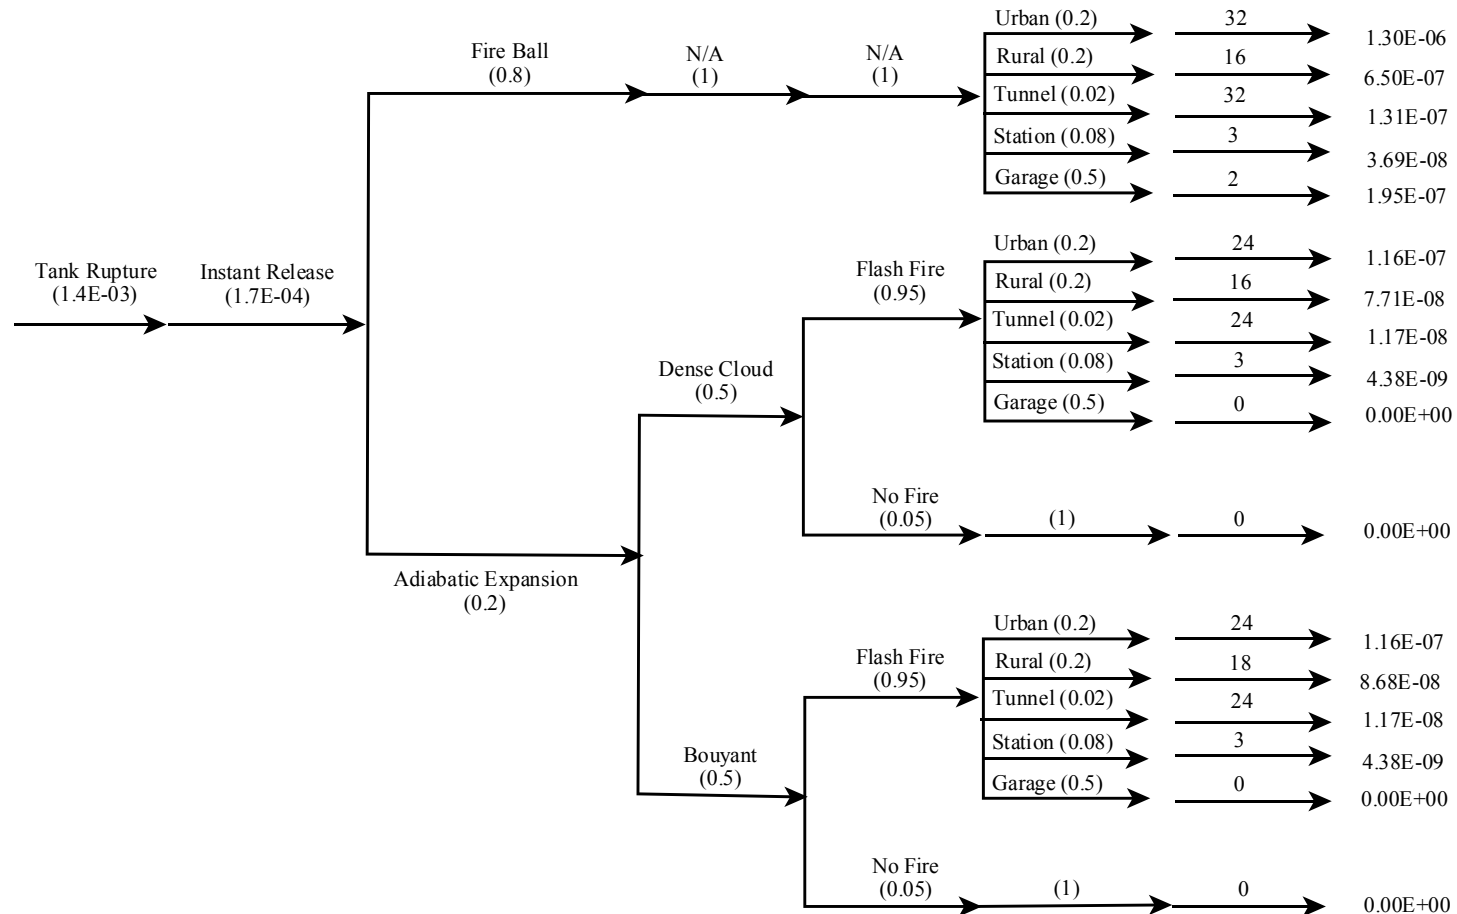 Tank Rupture
(1.4E-03)
Instant Release
(1.7E-04)
Fire Ball
(0.8)
N/A
(1)
N/A
(1)
Urban (0.2)
32
1.30E-06
Rural (0.2)
16
6.50E-07
Tunnel (0.02)
32
1.31E-07
Station (0.08)
3
3.69E-08
Garage (0.5)
2
1.95E-07
Adiabatic Expansion
(0.2)
Dense Cloud
(0.5)
Flash Fire
(0.95)
Urban (0.2)
24
1.16E-07
Rural (0.2)
16
7.71E-08
Tunnel (0.02)
24
1.17E-08
Station (0.08)
3
4.38E-09
Garage (0.5)
0
0.00E+00
No Fire
(0.05)
(1)
0
0.00E+00
Bouyant
(0.5)
Flash Fire
(0.95)
Urban (0.2)
24
1.16E-07
Rural (0.2)
18
8.68E-08
Tunnel (0.02)
24
1.17E-08
Station (0.08)
3
4.38E-09
Garage (0.5)
0
0.00E+00
No Fire
(0.05)
(1)
0
0.00E+00